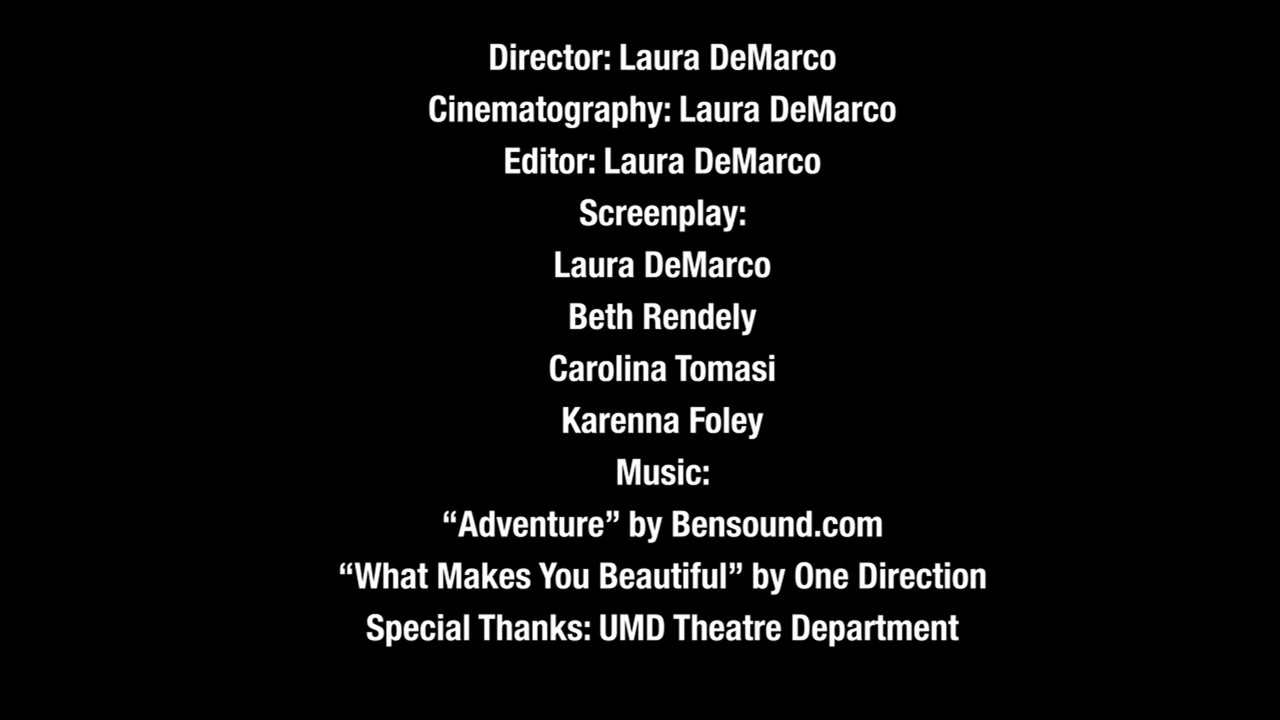 Director: Laura DeMarco
Cinematography: Laura DeMarco
Editor: Laura DeMarco
Screenplay:
Laura DeMarco
Beth Rendely
Carolina Tomasi
Karenna Foley
Music:
“Adventure” by Bensound.com
“What Makes You Beautiful” by One Direction
Special Thanks: UMD Theatre Department